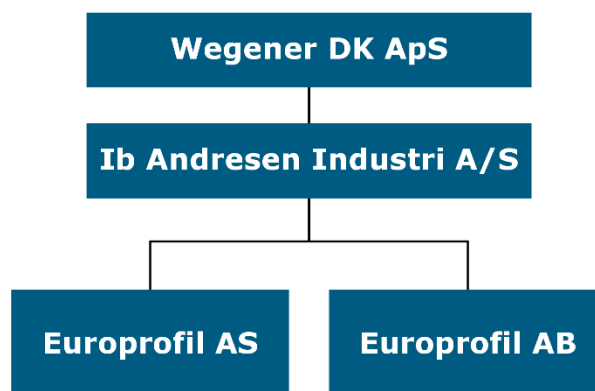 Wegener DK ApS
Ib Andresen Industri A/S
Europrofil AS
Europrofil AB